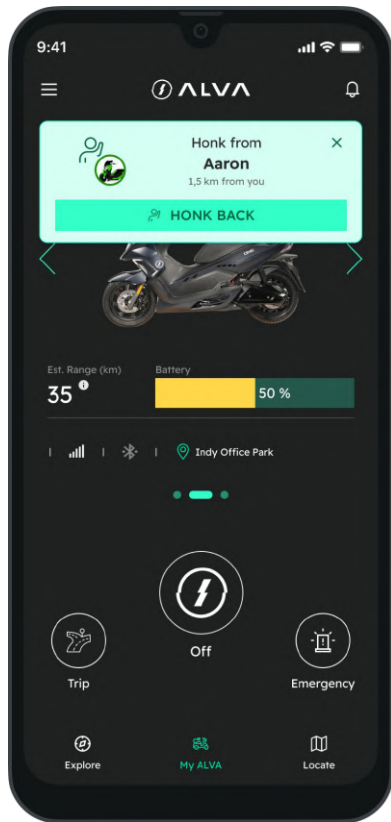 9:41
ALVA
Honk from
Aaron
1,5 km from you
HONK BACK
Est. Range (km)
Battery
35
50 %
Indy Office Park
Off
Trip
Emergency
Explore
My ALVA
Locate